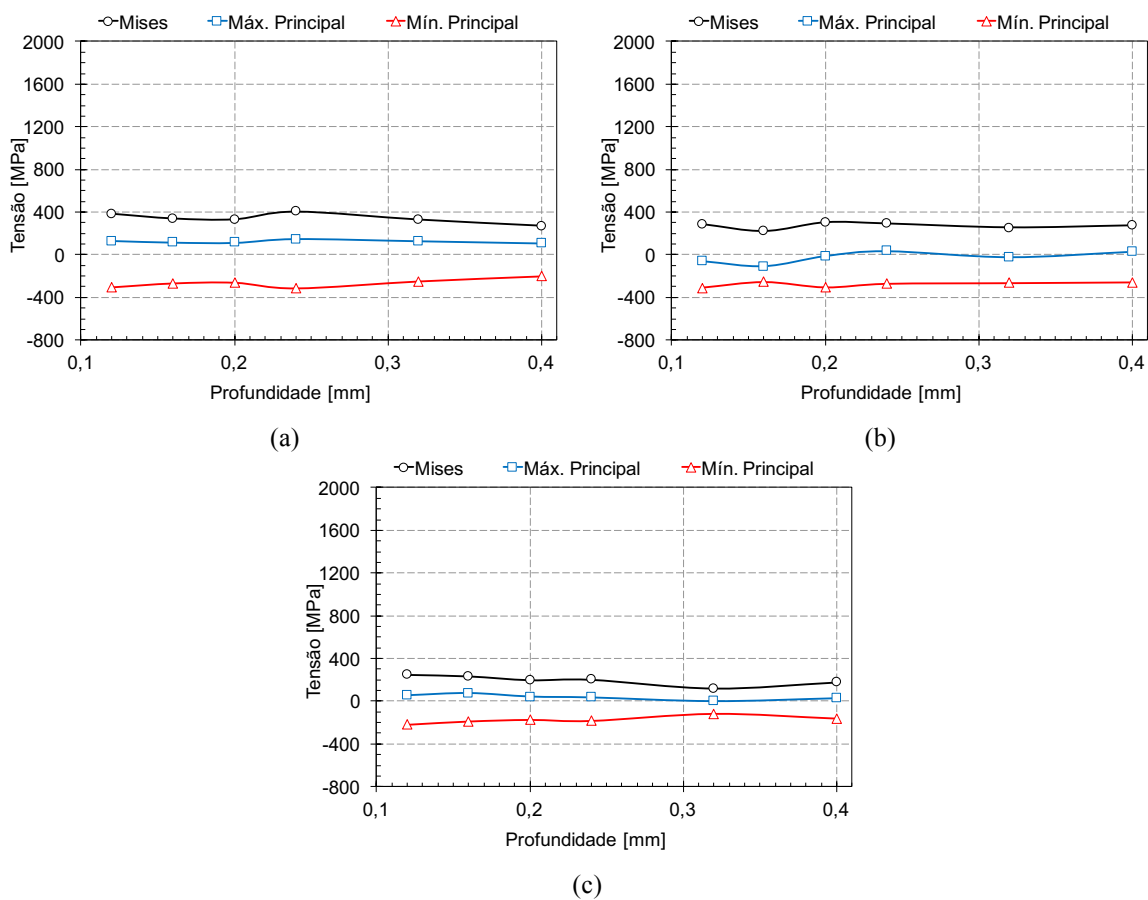 Mises Máx. Principal Mín. Principal
2000
1600
1200
800
400
0
-400
-800
0,1 0,2 0,3 0,4
Tensão [MPa]
Profundidade [mm]
(a)
Mises Máx. Principal Mín. Principal
2000
1600
1200
800
400
0
-400
-800
0,1 0,2 0,3 0,4
Tensão [MPa]
Profundidade [mm]
(b)
Mises Máx. Principal Mín. Principal
2000
1600
1200
800
400
0
-400
-800
0,1 0,2 0,3 0,4
Tensão [MPa]
Profundidade [mm]
(c)